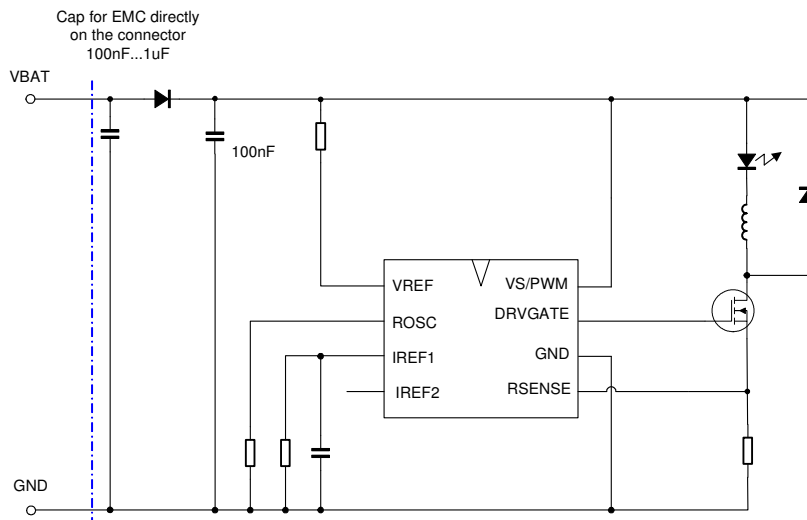 Cap for EMC directly
on the connector
100nF...1uF
VBAT
100nF
VREF
VS/PWM
ROSC
DRVGATE
IREF1
GND
IREF2
RSENSE
GND